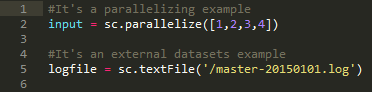 1 #It's a parallelizing example
2 input = sc.parallelize([1,2,3,4])
3
4 #It's an external datasets example
5 logfile = sc.textFile('/master-20150101.log')
6